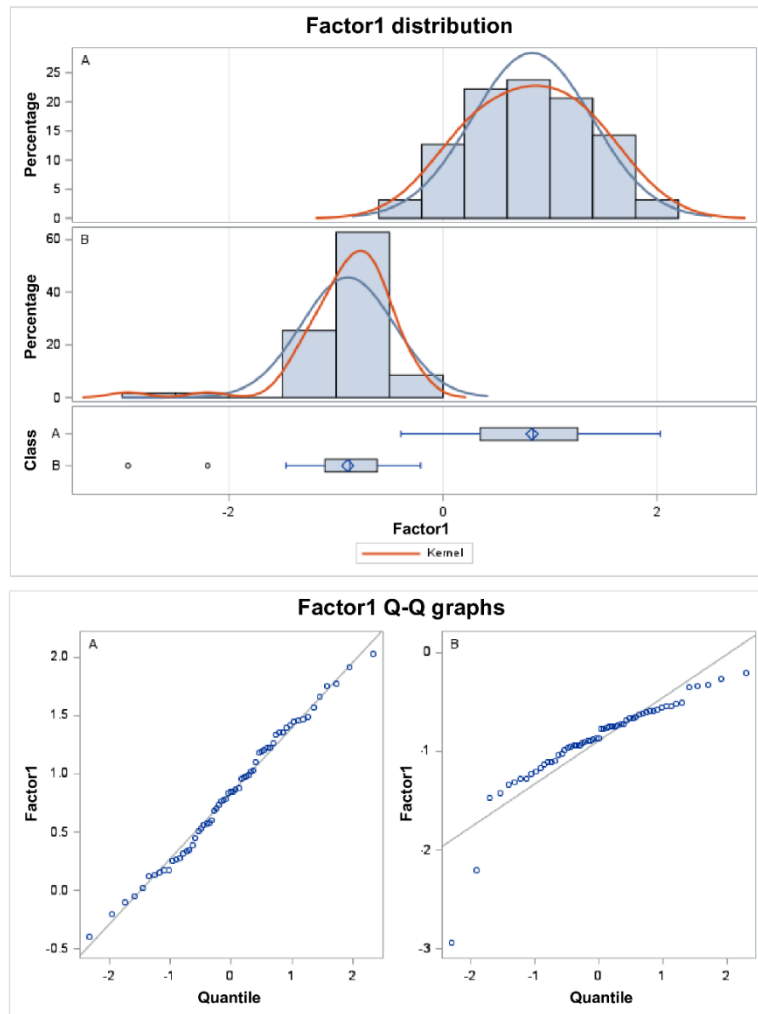 Factor1 distribution
A
25
20
15
10
5
0
Percentage
B
60
40
20
0
Percentage
A
B
Class
-2 0 2
Factor1
Kernel
Factor1 Q-Q graphs
A
2.0
1.5
1.0
0.5
0.0
-0.5
Factor1
-2 -1 0 1 2
Quantile
B
0
-1
-2
-3
Factor1
-2 -1 0 1 2
Quantile